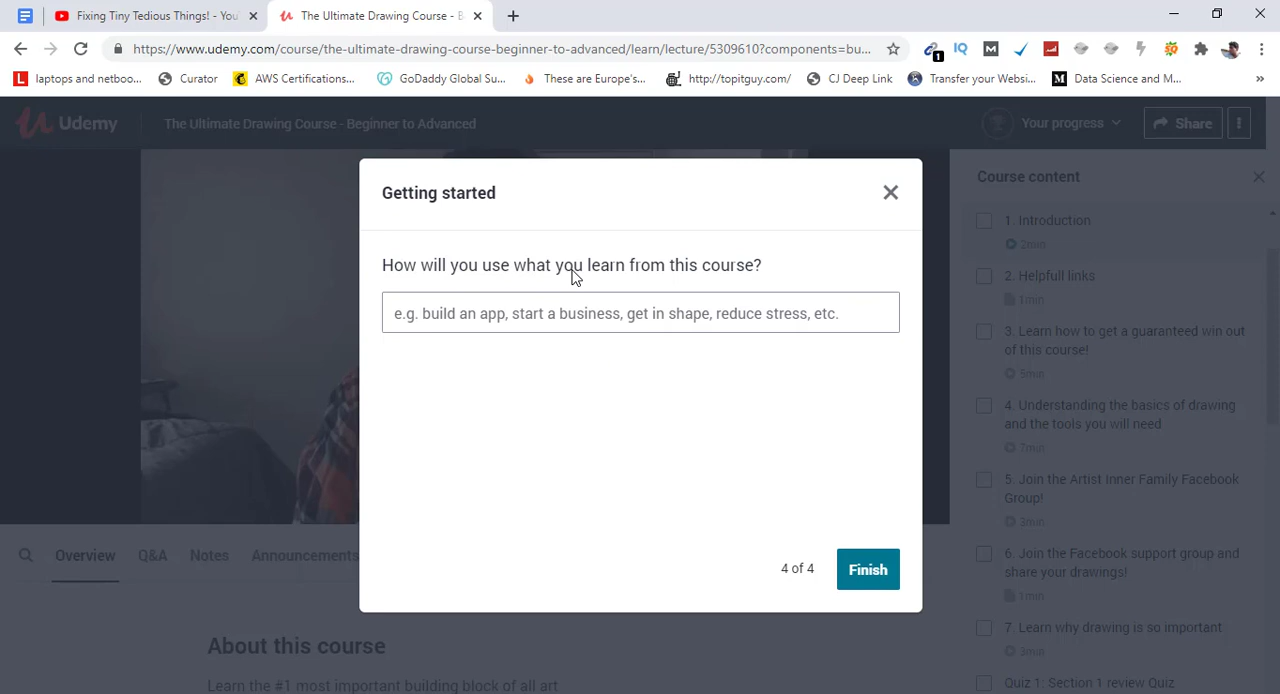 Fixing Tiny Tedious Things! - You
The Ultimate Drawing Course - B
https://www.udemy.com/course/the-ultimate-drawing-course-beginner-to-advanced/learn/lecture/5309610?components=bu...
1
IQ
M
L laptops and netboo...
Curator
AWS Certifications...
GoDaddy Global Su...
These are Europe's...
http://topitguy.com/
CJ Deep Link
Transfer your Websi...
M Data Science and M...
»
Udemy
The Ultimate Drawing Course - Beginner to Advanced
Your progress
Share
Getting started
How will you use what you learn from this course?
e.g. build an app, start a business, get in shape, reduce stress, etc.
4 of 4
Finish
Course content
1. Introduction
2min
2. Helpfull links
1min
3. Learn how to get a guaranteed win out
of this course!
5min
4. Understanding the basics of drawing
and the tools you will need
7min
5. Join the Artist Inner Family Facebook
Group!
3min
6. Join the Facebook support group and
share your drawings!
1min
7. Learn why drawing is so important
3min
Quiz 1: Section 1 review Quiz
Overview
Q&A
Notes
Announcements
About this course
Learn the #1 most important building block of all art